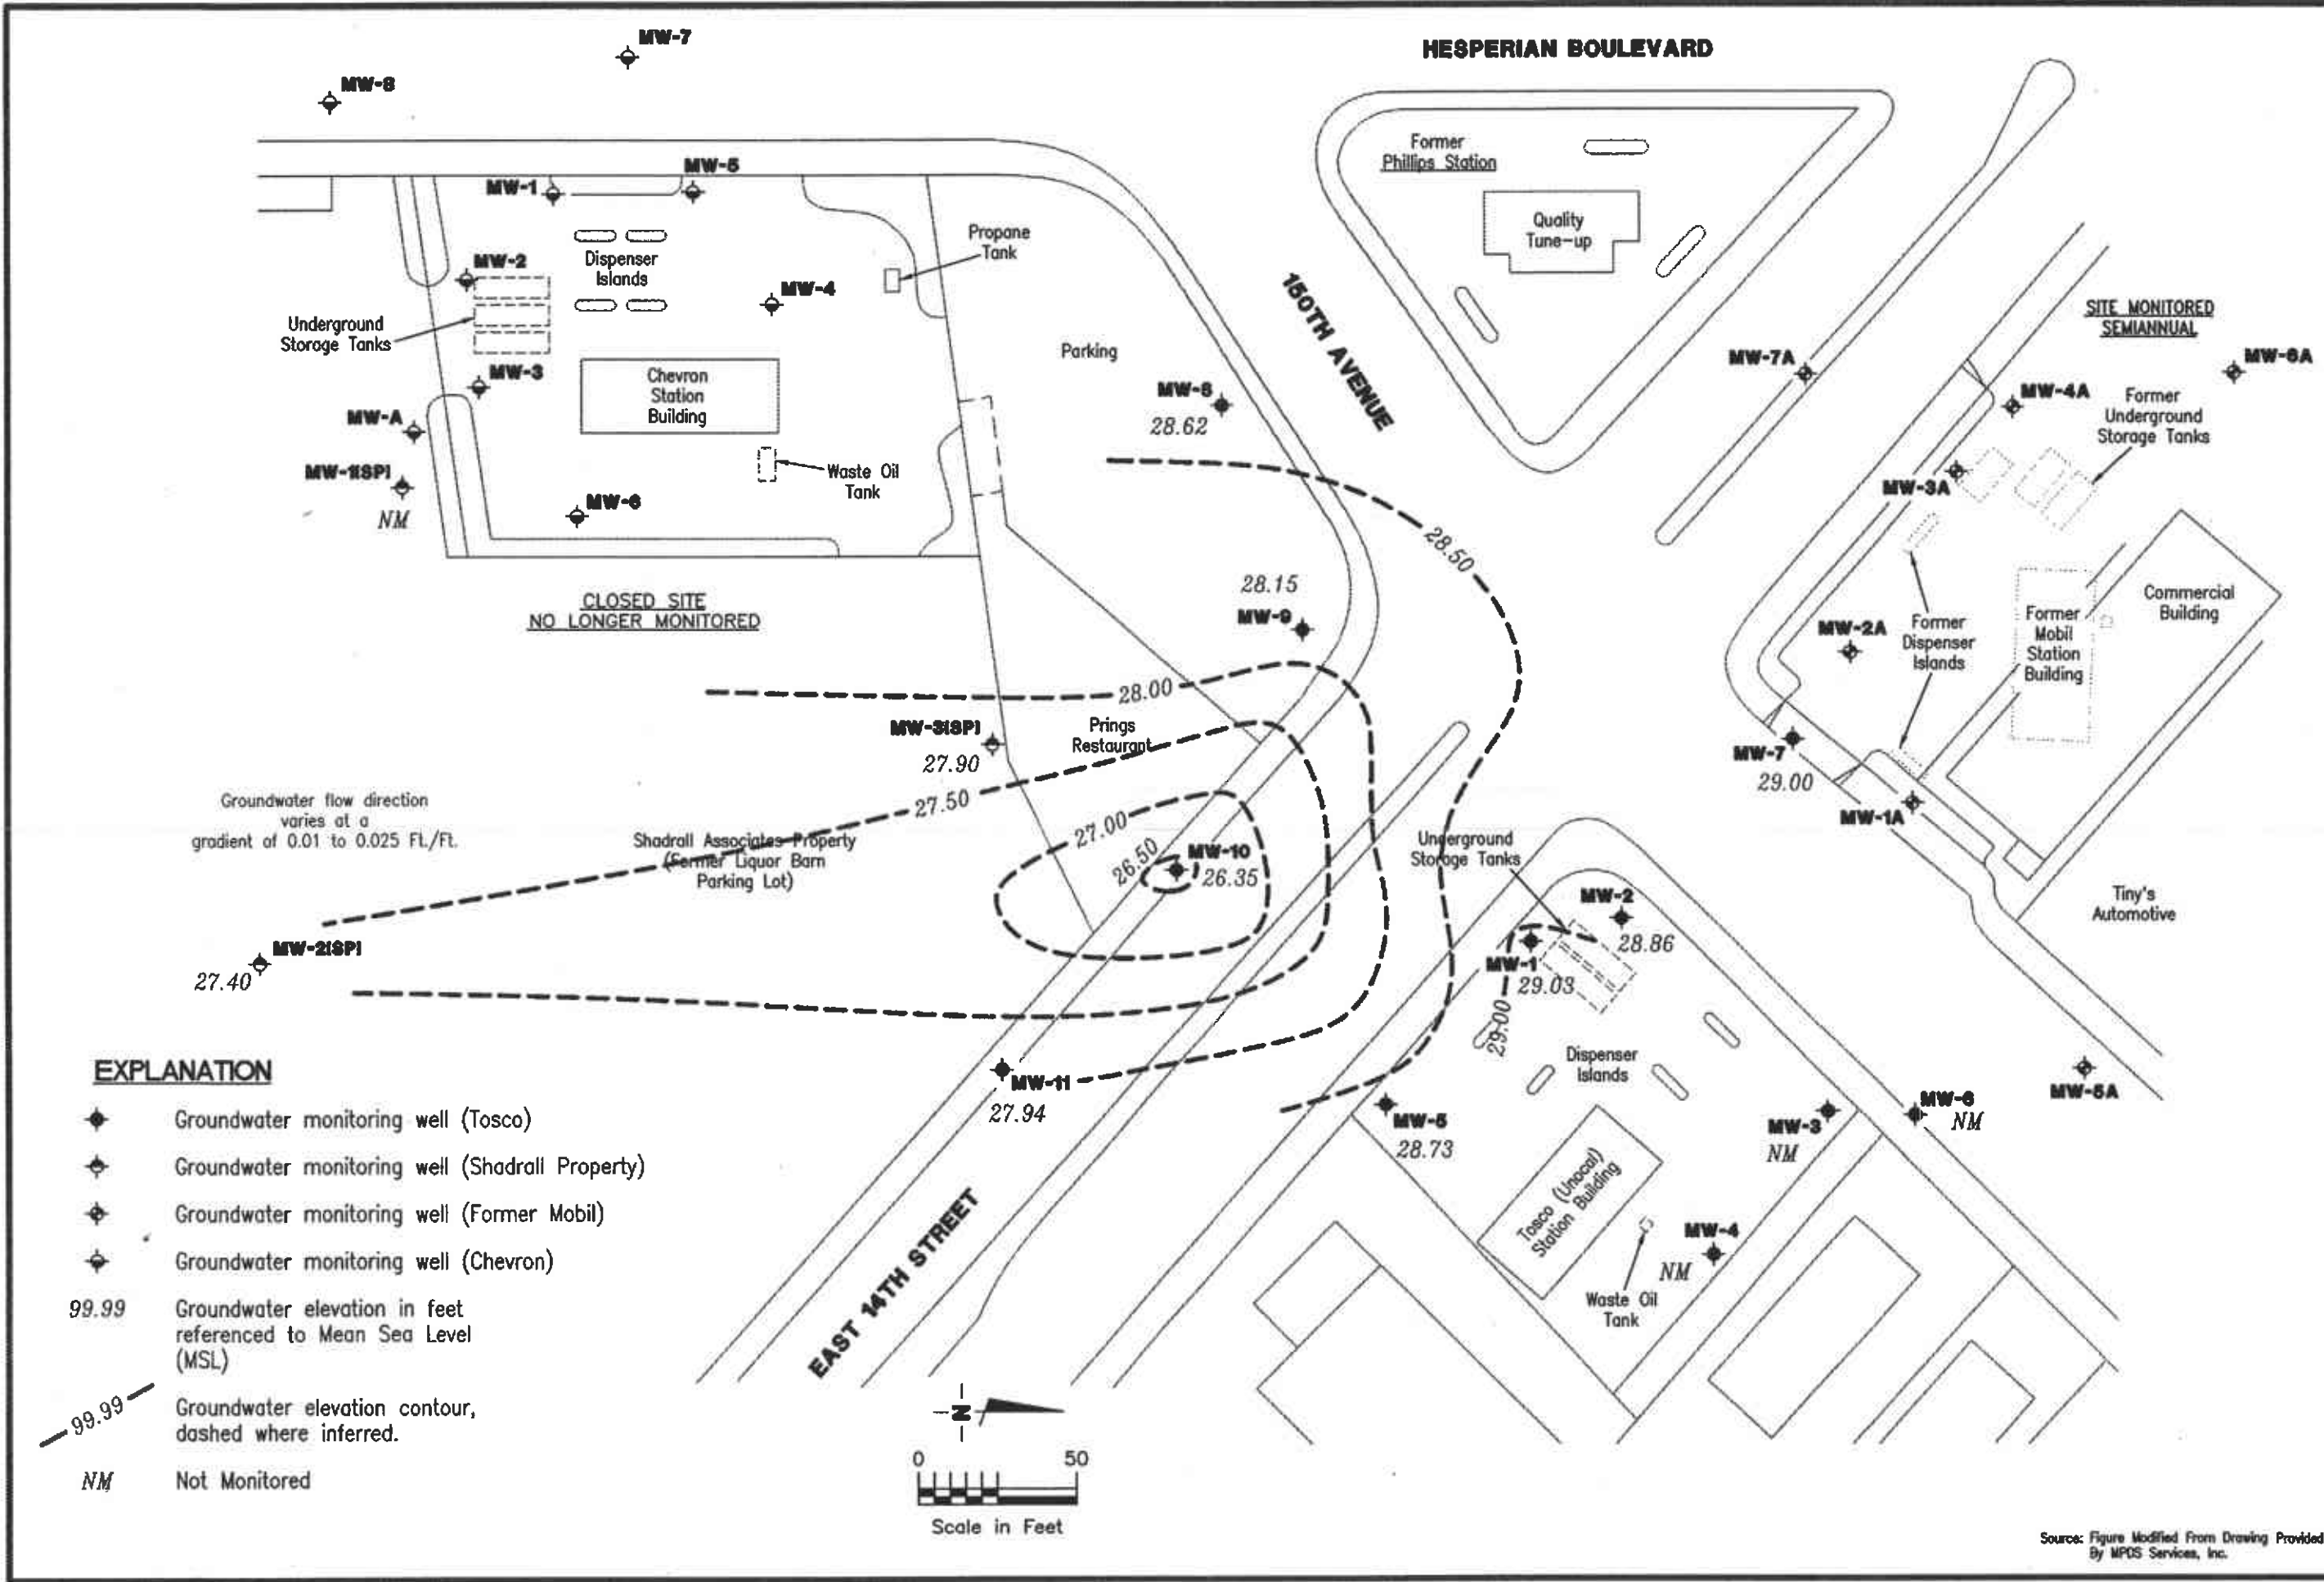 MW-7
HESPERIAN BOULEVARD
MW-8
Former
Phillips Station
MW-1
MW-5
Quality
Tune-up
Propane
Tank
MW-2
Dispenser
Islands
MW-4
150TH AVENUE
SITE MONITORED
SEMIANNUAL
Underground
Storage Tanks
Parking
MW-7A
MW-6A
MW-3
Chevron
Station
Building
MW-8
28.62
MW-4A
Former
Underground
Storage Tanks
MW-A
MW-1(SP)
NM
Waste Oil
Tank
MW-3A
MW-6
28.50
CLOSED SITE
NO LONGER MONITORED
28.15
MW-9
Commercial
Building
MW-2A
Former
Dispenser
Islands
Former
Mobil
Station
Building
28.00
MW-3(SP)
27.90
Prings
Restaurant
MW-7
29.00
27.50
Groundwater flow direction
varies at a
gradient of 0.01 to 0.025 Ft./Ft.
Shadrall Associates Property
(Former Liquor Barn
Parking Lot)
27.00
26.50
MW-10
26.35
Underground
Storage Tanks
MW-1A
MW-2
28.86
Tiny's
Automotive
MW-2(SP)
27.40
MW-1
29.03
29.00
Dispenser
Islands
MW-11
27.94
MW-5
28.73
MW-3
NM
MW-6
NM
MW-5A
Tosco (Unocal)
Station Building
MW-4
NM
Waste Oil
Tank
EAST 14TH STREET
EXPLANATION
Groundwater monitoring well (Tosco)
Groundwater monitoring well (Shadrall Property)
Groundwater monitoring well (Former Mobil)
Groundwater monitoring well (Chevron)
99.99 Groundwater elevation in feet
referenced to Mean Sea Level
(MSL)
99.99 Groundwater elevation contour,
dashed where inferred.
NM Not Monitored
N
0 50
Scale in Feet
Source: Figure Modified From Drawing Provided
By MPDS Services, Inc.